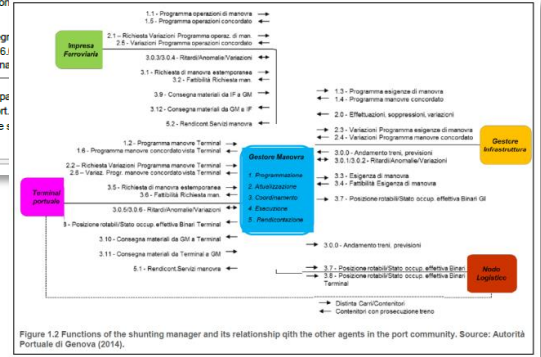 1.1 - Programma operazioni di manovra
1.5 - Programma operazioni concordato
2.1 – Richiesta Variazioni Programma operaz. di man.
2.5 - Variazioni Programma operazioni concordato
Impresa
Ferroviaria
3.0.3/3.0.4 - Ritardi/Anomalie/Variazioni
3.1 - Richiesta di manovra estemporanea
3.2 - Fattibilità Richiesta man.
3.9 - Consegna materiali da IF a GM
3.12 - Consegna materiali da GM a IF
5.2 - Rendicont.Servizi manovra
1.3 - Programma esigenze di manovra
1.4 - Programma manovre concordato
2.0 - Effettuazioni, soppressioni, variazioni
2.3 - Variazioni Programma esigenze di manovra
2.4 - Variazioni Programma manovre concordato
3.0.0 - Andamento treni, previsioni
3.0.1/3.0.2 - Ritardi/Anomalie/Variazioni
3.3 - Esigenza di manovra
3.4 - Fattibilità Esigenza di manovra
3.7 - Posizione rotabili/Stato occup. effettiva Binari GI
Gestore
Infrastruttura
1.2 - Programma manovre Terminal
1.6 - Programma manovre concordato vista Terminal
2.2 - Richiesta Variazioni Programma manovre Terminal
2.6 - Variaz. Progr. manovre concordato vista Terminal
3.5 - Richiesta di manovra estemporanea
3.6 - Fattibilità Richiesta man.
Terminal
portuale
3.0.5/3.0.6 - Ritardi/Anomalie/Variazioni
8 - Posizione rotabili/Stato occup. effettiva Binari Terminal
3.10 - Consegna materiali da GM a Terminal
3.11 - Consegna materiali da Terminal a GM
5.1 - Rendicont.Servizi manovra
Gestore Manovra
1. Programmazione
2. Attualizzazione
3. Coordinamento
4. Esecuzione
5. Rendicontazione
3.0.0 - Andamento treni, previsioni
3.7 - Posizione rotabili/Stato occup. effettiva Binari
3.8 - Posizione rotabili/Stato occup. effettiva Binari
Terminal
Nodo
Logistico
Distinta Carri/Contenitori
Contenitori con prosecuzione treno
Figure 1.2 Functions of the shunting manager and its relationship qith the other agents in the port community. Source: Autorità
Portuale di Genova (2014).